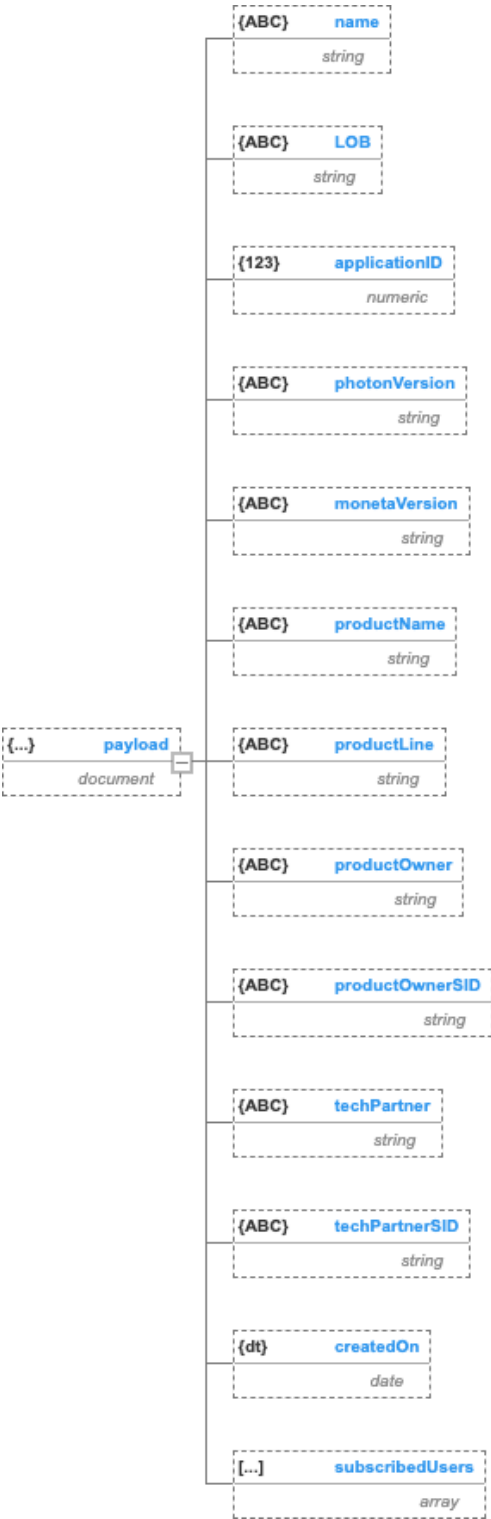 {ABC} name
string
{ABC} LOB
string
{123} applicationID
numeric
{ABC} photonVersion
string
{ABC} monetaVersion
string
{ABC} productName
string
{...} payload
document
{ABC} productLine
string
{ABC} productOwner
string
{ABC} productOwnerSID
string
{ABC} techPartner
string
{ABC} techPartnerSID
string
{dt} createdOn
date
[...] subscribedUsers
array